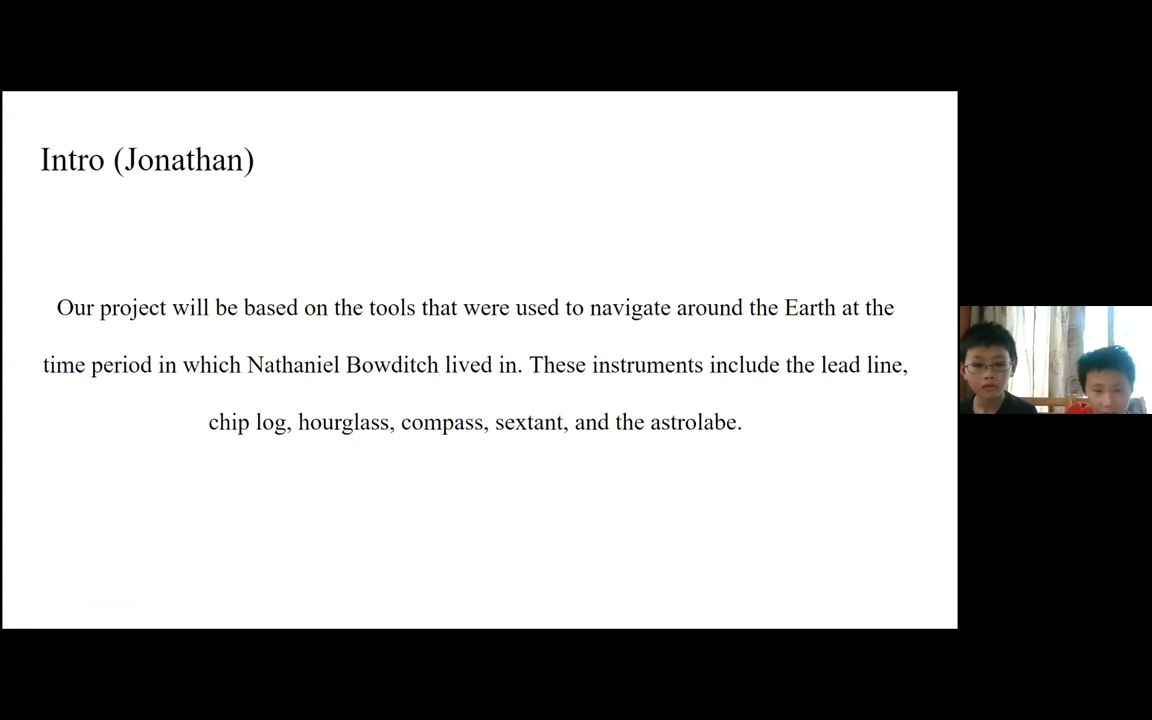 Intro (Jonathan)
Our project will be based on the tools that were used to navigate around the Earth at the
time period in which Nathaniel Bowditch lived in. These instruments include the lead line,
chip log, hourglass, compass, sextant, and the astrolabe.